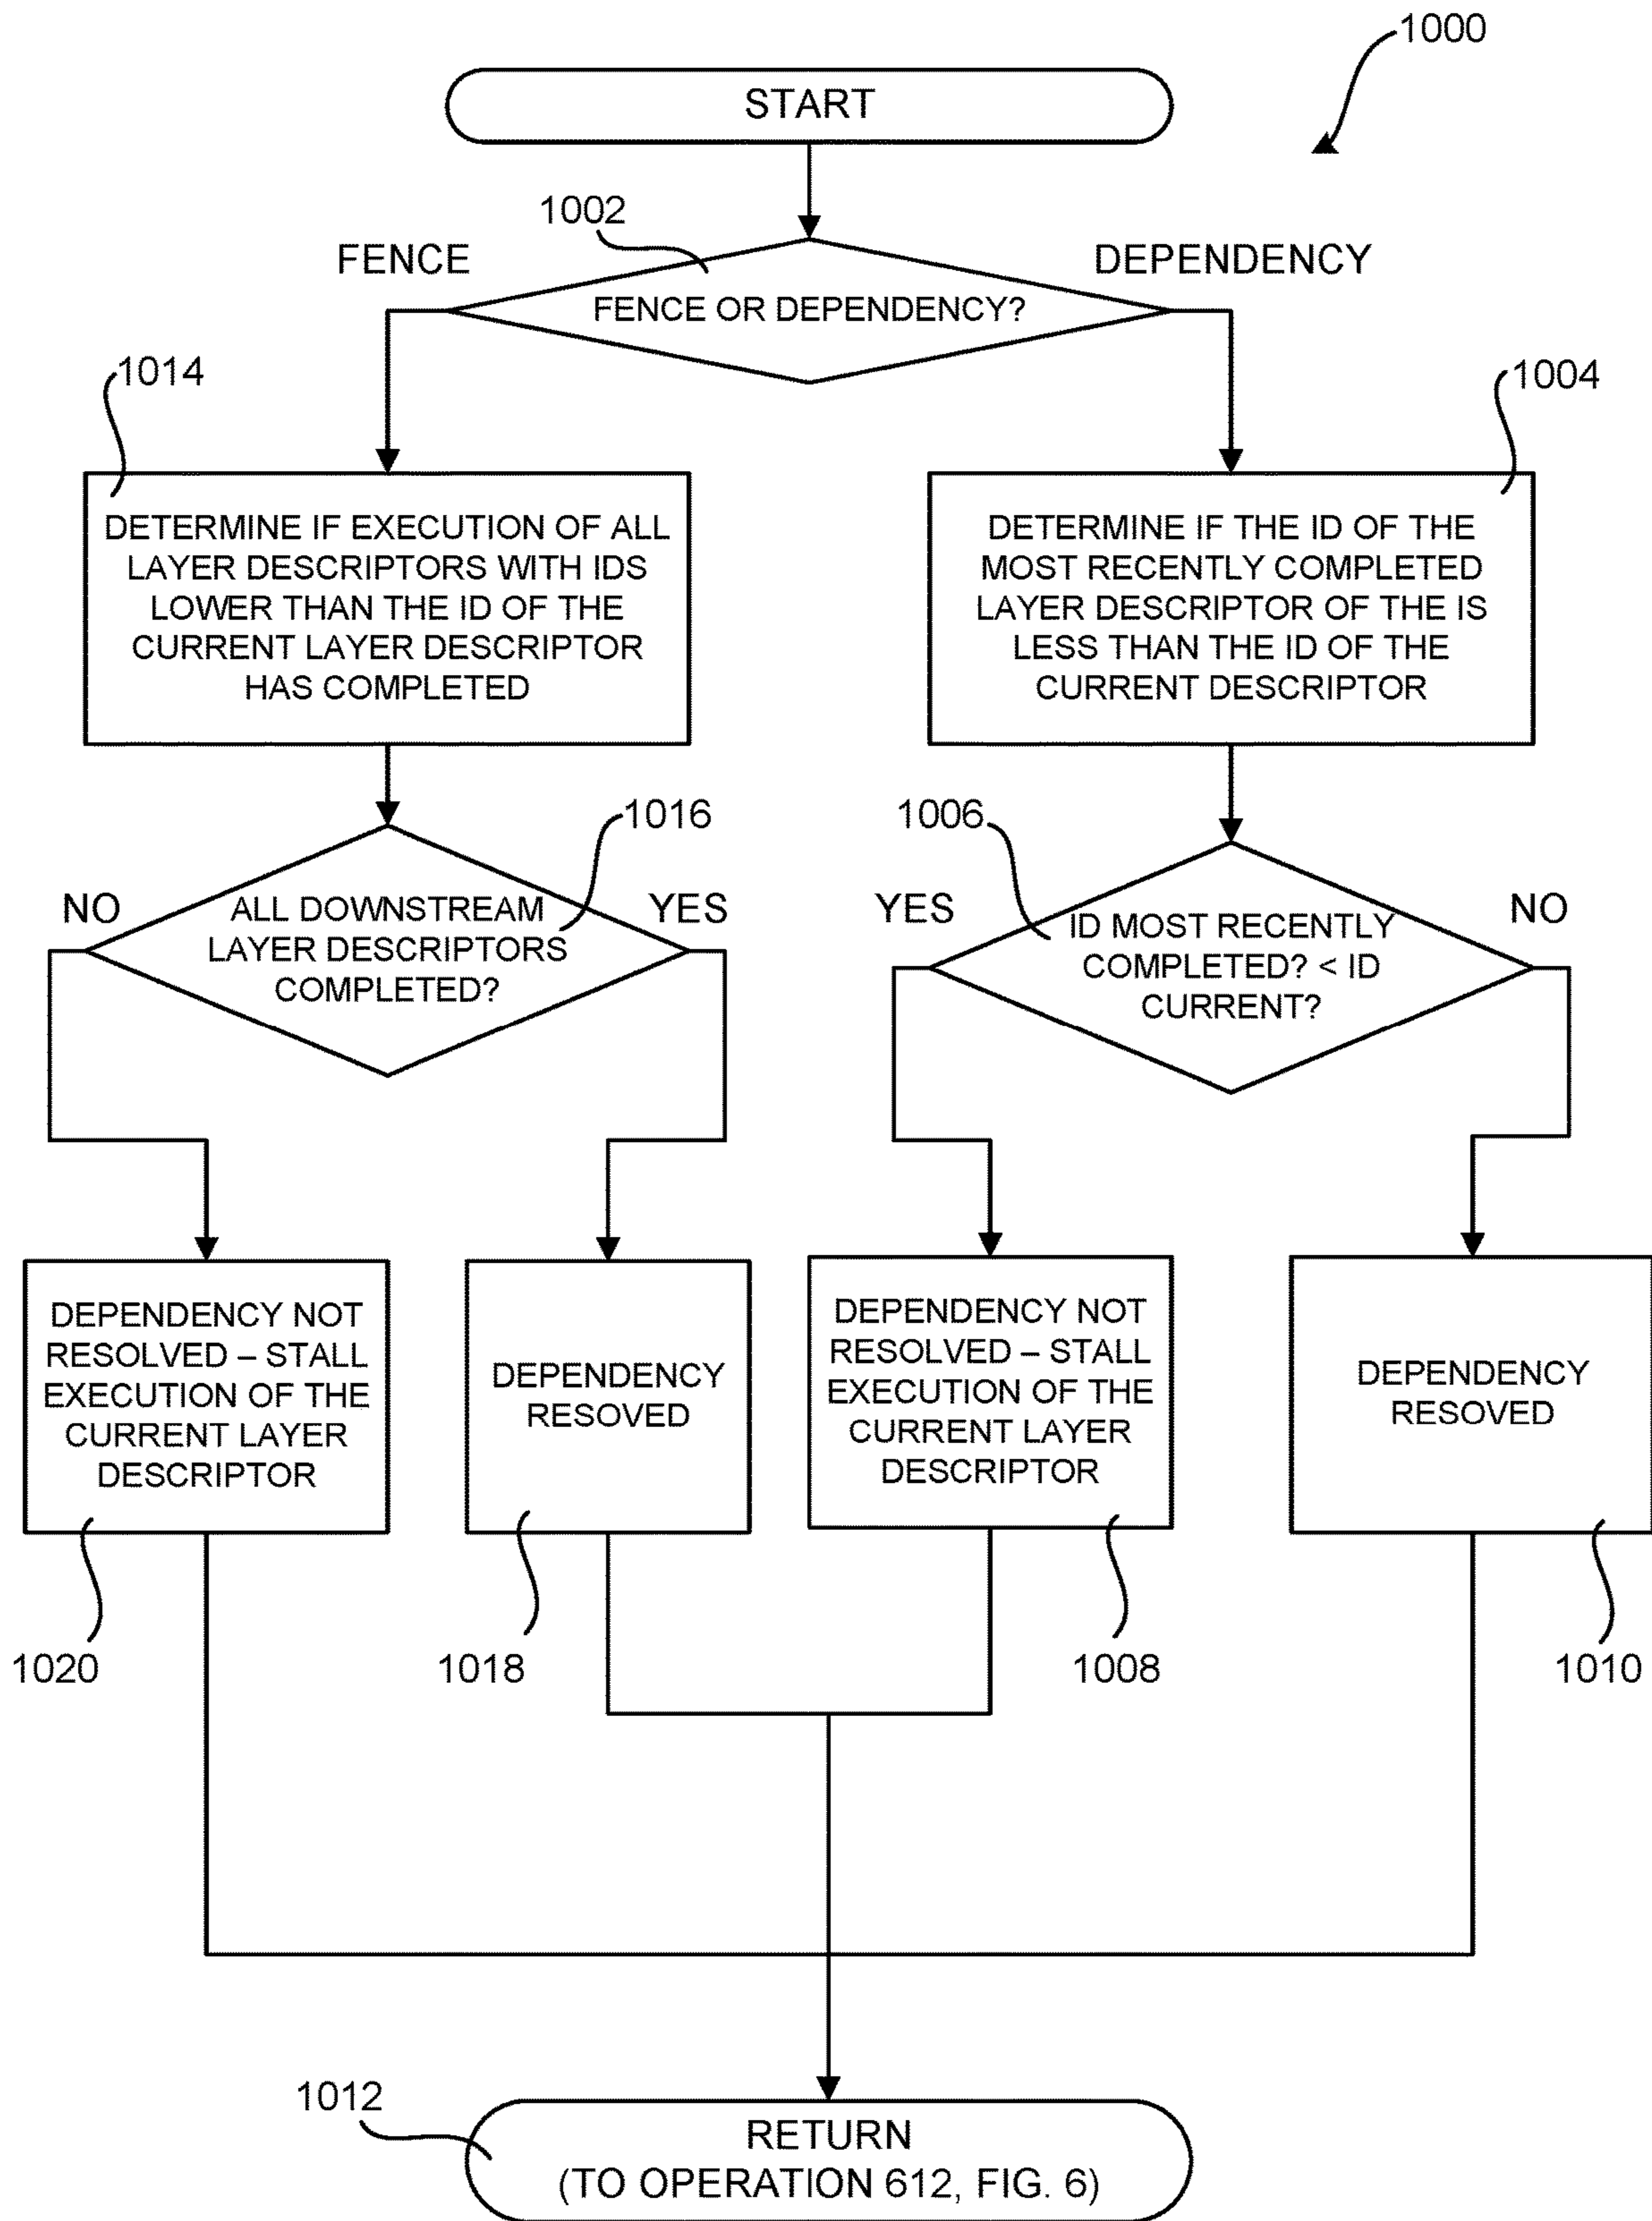 1000
START
1002
FENCE
DEPENDENCY
FENCE OR DEPENDENCY?
1014
1004
DETERMINE IF EXECUTION OF ALL
LAYER DESCRIPTORS WITH IDS
LOWER THAN THE ID OF THE
CURRENT LAYER DESCRIPTOR
HAS COMPLETED
DETERMINE IF THE ID OF THE
MOST RECENTLY COMPLETED
LAYER DESCRIPTOR OF THE IS
LESS THAN THE ID OF THE
CURRENT DESCRIPTOR
1016
1006
NO
ALL DOWNSTREAM
LAYER DESCRIPTORS
COMPLETED?
YES
YES
ID MOST RECENTLY
COMPLETED? < ID
CURRENT?
NO
DEPENDENCY NOT
RESOLVED – STALL
EXECUTION OF THE
CURRENT LAYER
DESCRIPTOR
DEPENDENCY
RESOVED
DEPENDENCY NOT
RESOLVED – STALL
EXECUTION OF THE
CURRENT LAYER
DESCRIPTOR
DEPENDENCY
RESOVED
1020
1018
1008
1010
1012
RETURN
(TO OPERATION 612, FIG. 6)